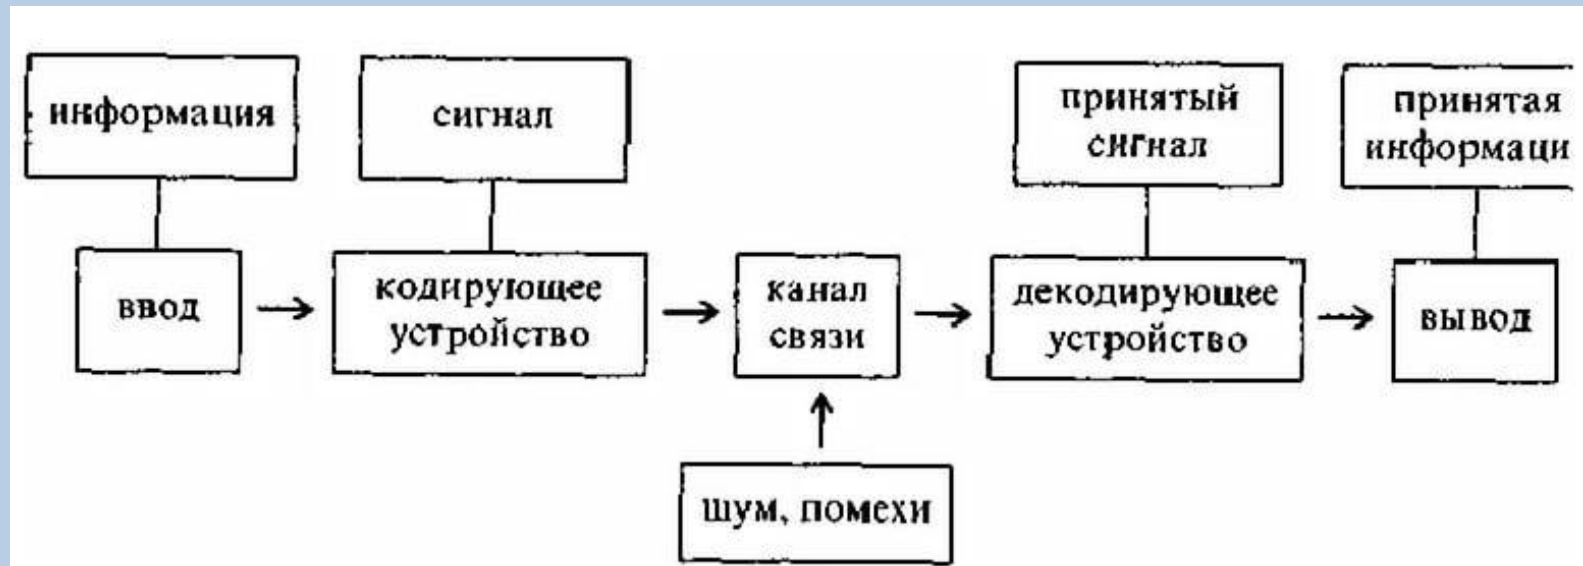 информация
сигнал
принятый
сигнал
принятая
информаци
ввод
кодирующее
устройство
канал
связи
декодирующее
устройство
вывод
шум, помехи